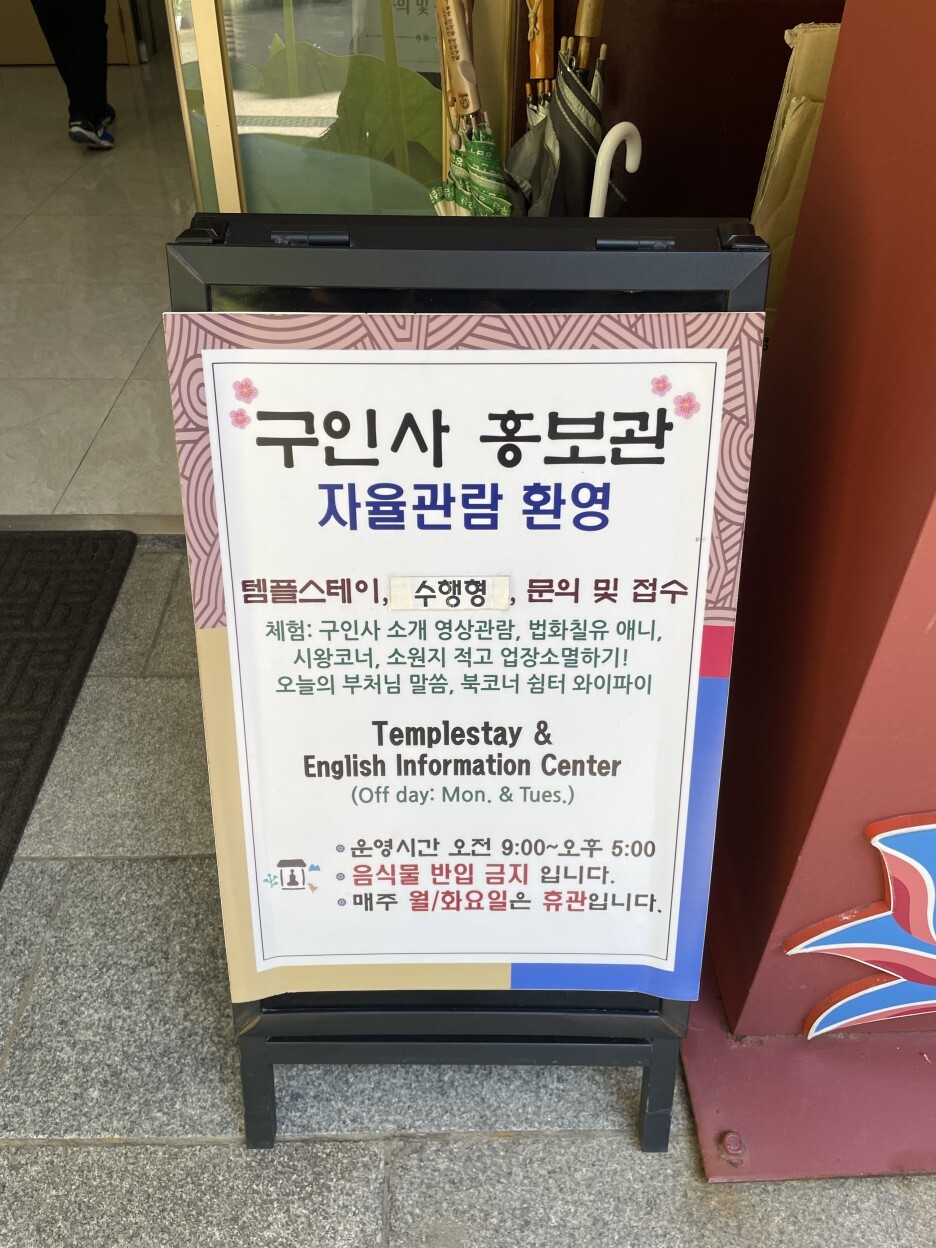 의 및
구인사 홍보관
자율관람 환영
템플스테이, 수행형, 문의 및 접수
체험: 구인사 소개 영상관람, 법화칠유 애니,
시왕코너, 소원지 적고 업장소멸하기!
오늘의 부처님 말씀, 북코너 쉼터 와이파이
Templestay &
English Information Center
(Off day: Mon. & Tues.)
운영시간 오전 9:00~오후 5:00
음식물 반입 금지 입니다.
매주 월/화요일은 휴관입니다.